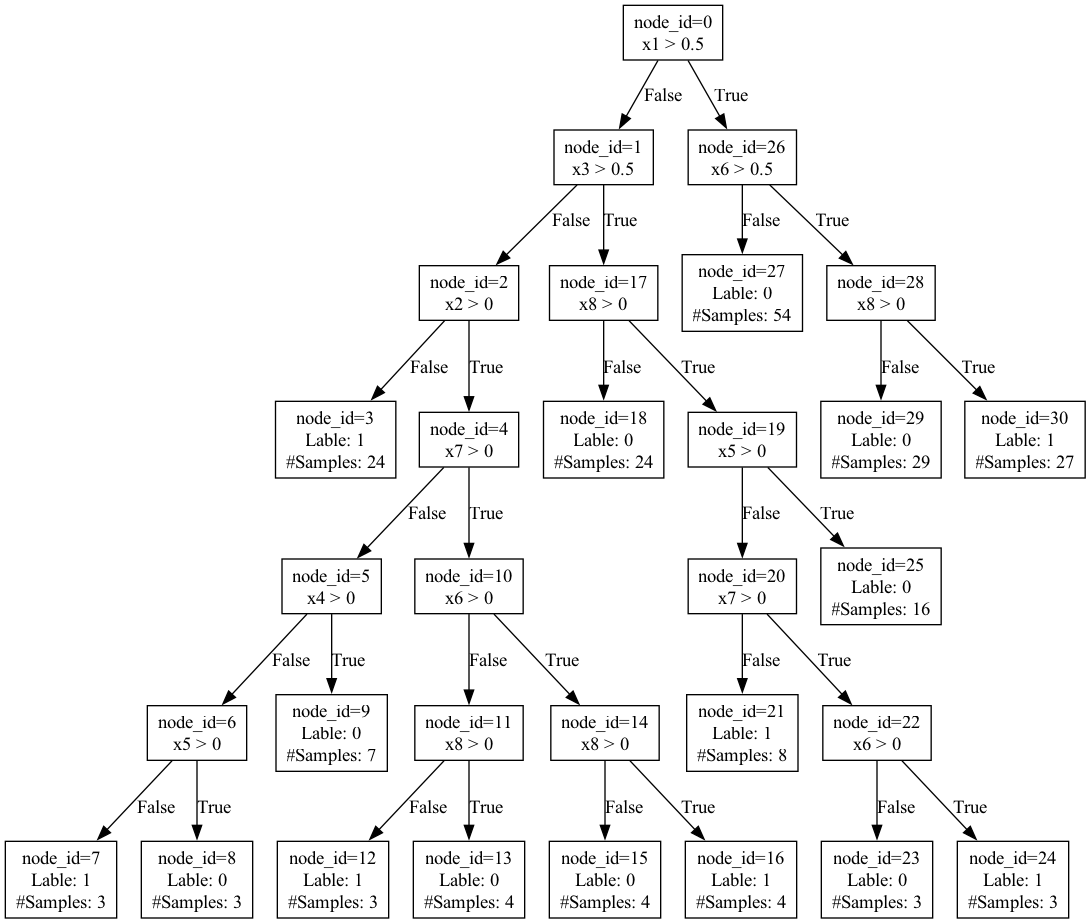 node_id=0
x1 > 0.5
False
True
node_id=1
x3 > 0.5
node_id=26
x6 > 0.5
False
True
False
True
node_id=2
x2 > 0
node_id=17
x8 > 0
node_id=27
Lable: 0
#Samples: 54
node_id=28
x8 > 0
False
True
False
True
False
True
node_id=3
Lable: 1
#Samples: 24
node_id=4
x7 > 0
node_id=18
Lable: 0
#Samples: 24
node_id=19
x5 > 0
node_id=29
Lable: 0
#Samples: 29
node_id=30
Lable: 1
#Samples: 27
False
True
False
True
node_id=5
x4 > 0
node_id=10
x6 > 0
node_id=20
x7 > 0
node_id=25
Lable: 0
#Samples: 16
False
True
False
True
False
True
node_id=6
x5 > 0
node_id=9
Lable: 0
#Samples: 7
node_id=11
x8 > 0
node_id=14
x8 > 0
node_id=21
Lable: 1
#Samples: 8
node_id=22
x6 > 0
False
True
False
True
False
True
False
True
node_id=7
Lable: 1
#Samples: 3
node_id=8
Lable: 0
#Samples: 3
node_id=12
Lable: 1
#Samples: 3
node_id=13
Lable: 0
#Samples: 4
node_id=15
Lable: 0
#Samples: 4
node_id=16
Lable: 1
#Samples: 4
node_id=23
Lable: 0
#Samples: 3
node_id=24
Lable: 1
#Samples: 3